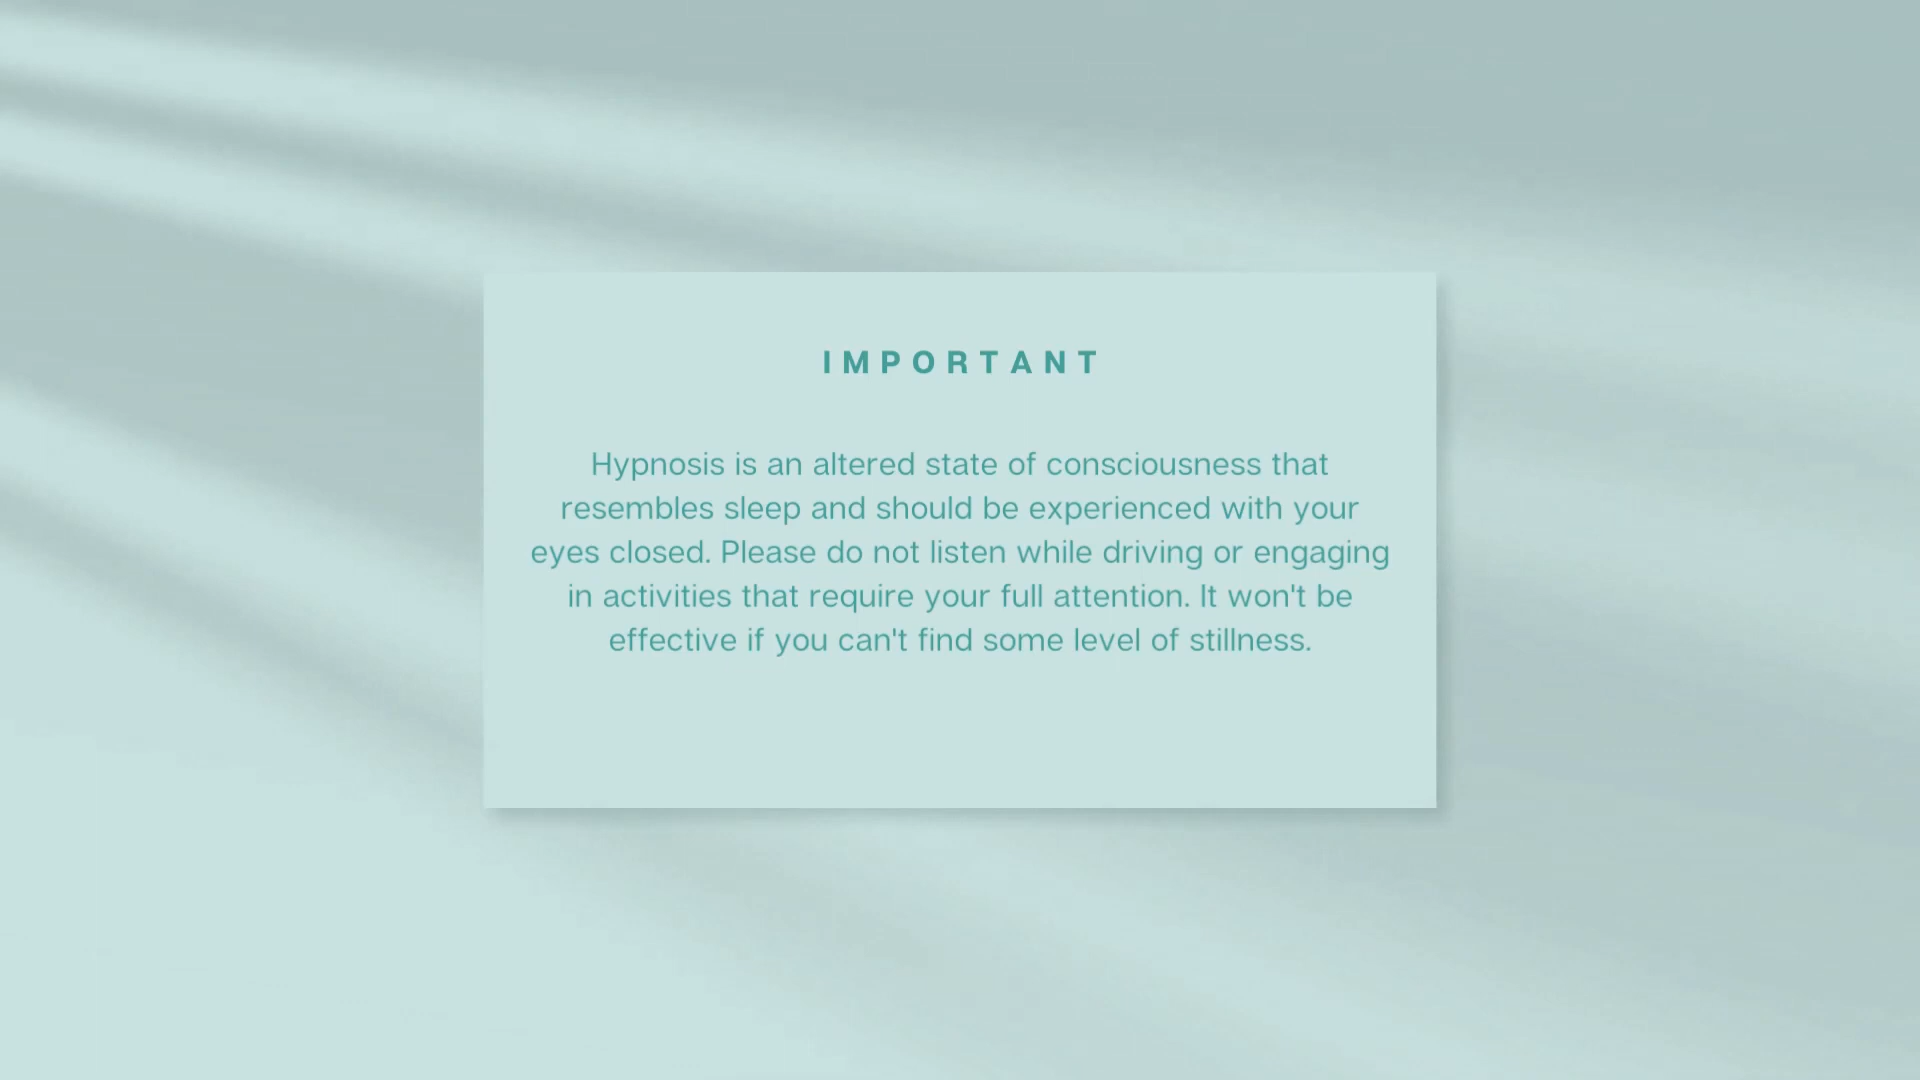 IMPORTANT
Hypnosis is an altered state of consciousness that
resembles sleep and should be experienced with your
eyes closed. Please do not listen while driving or engaging
in activities that require your full attention. It won't be
effective if you can't find some level of stillness.